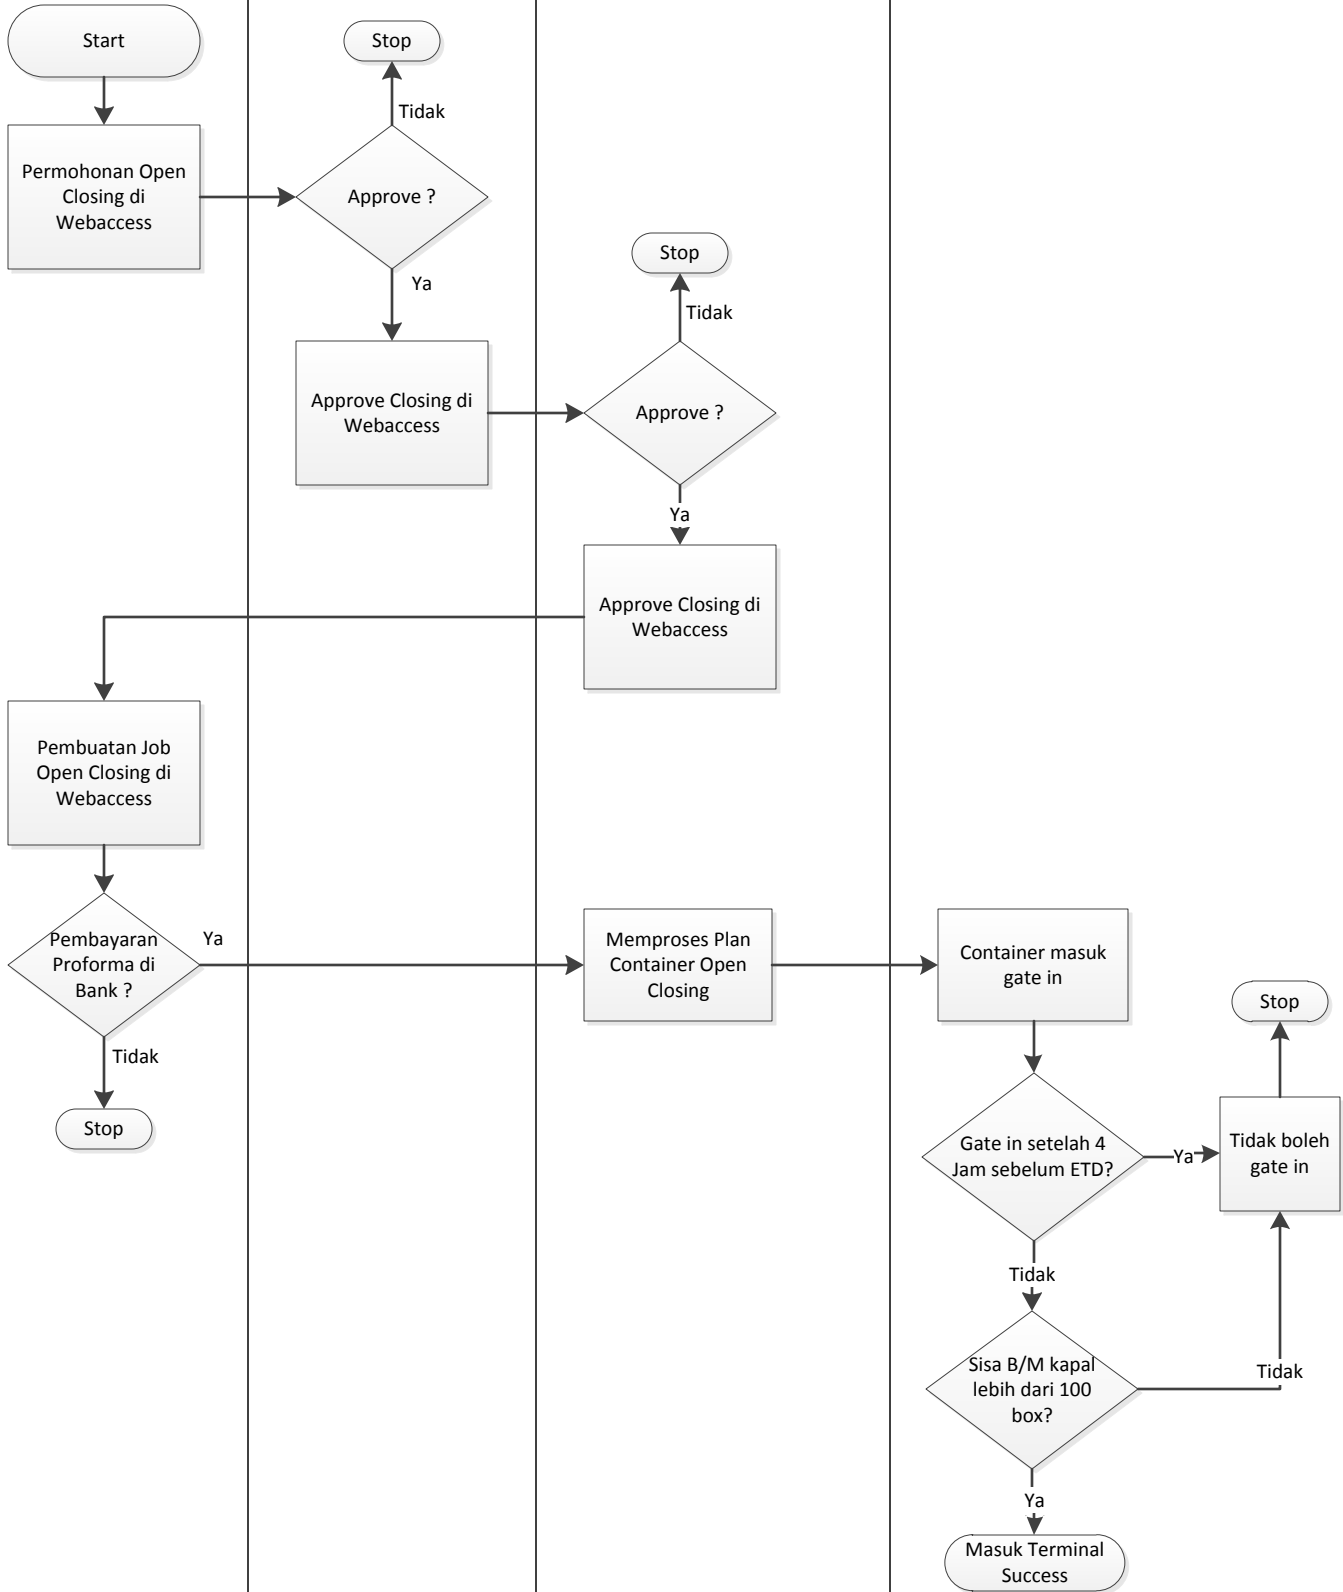 Start
Stop
Tidak
Permohonan Open
Closing di
Webaccess
Approve ?
Ya
Stop
Tidak
Approve Closing di
Webaccess
Approve ?
Ya
Approve Closing di
Webaccess
Pembuatan Job
Open Closing di
Webaccess
Pembayaran
Proforma di
Bank ?
Ya
Tidak
Stop
Memproses Plan
Container Open
Closing
Container masuk
gate in
Stop
Gate in setelah 4
Jam sebelum ETD?
Ya
Tidak boleh
gate in
Tidak
Sisa B/M kapal
lebih dari 100
box?
Tidak
Ya
Masuk Terminal
Success